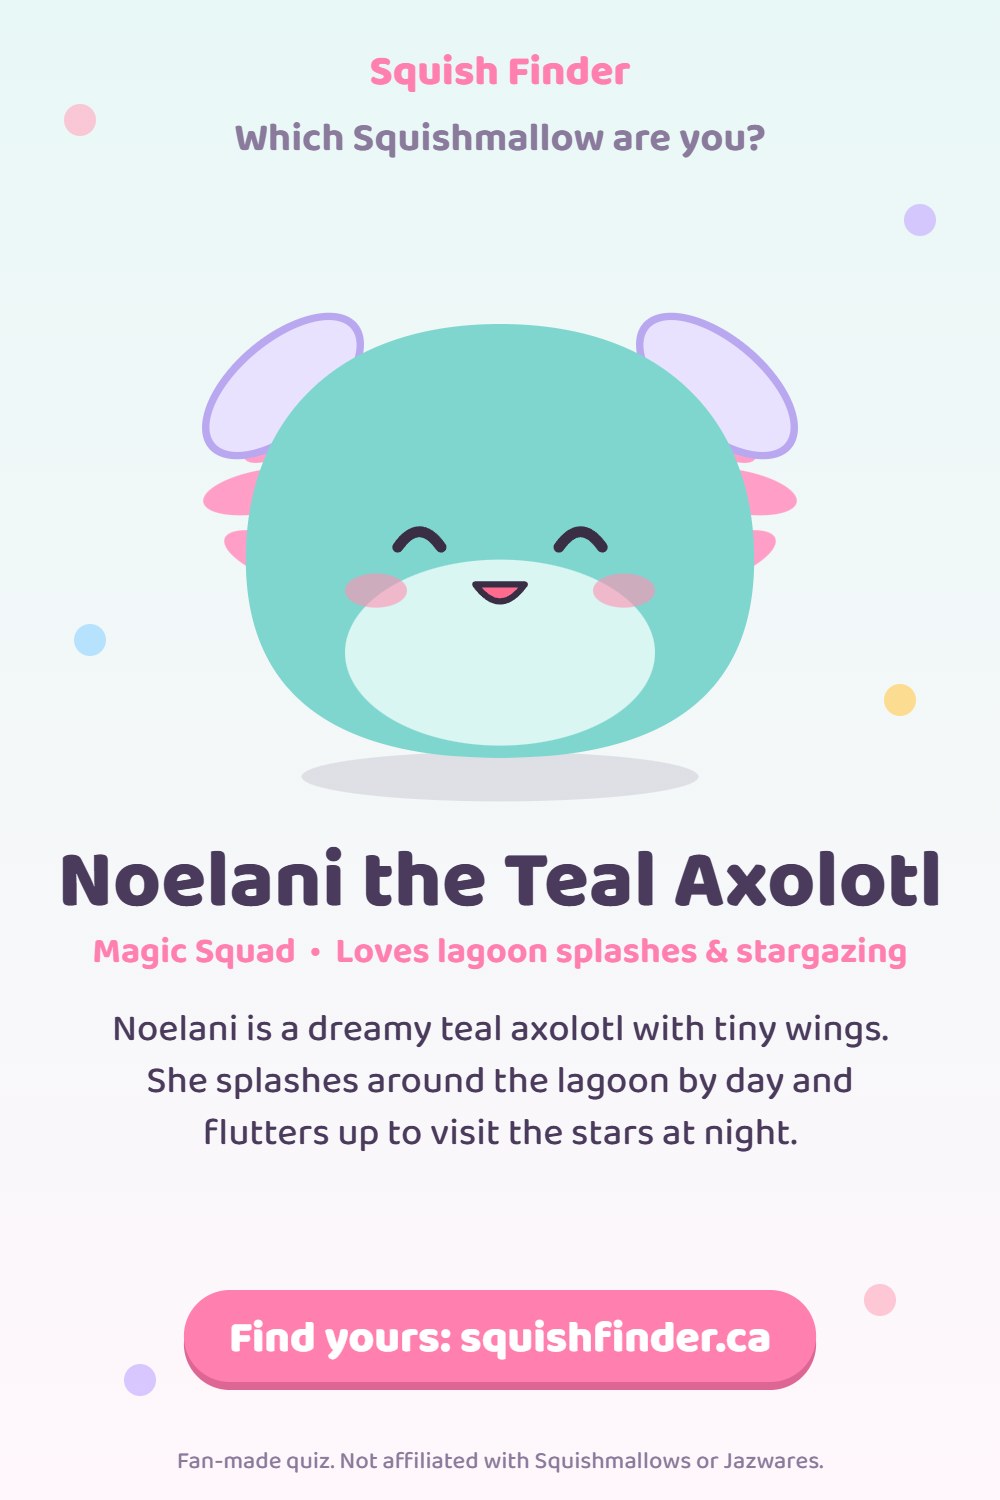 Squish Finder
Which Squishmallow are you?
Noelani the Teal Axolotl
Magic Squad • Loves lagoon splashes & stargazing
Noelani is a dreamy teal axolotl with tiny wings.
She splashes around the lagoon by day and
flutters up to visit the stars at night.
Find yours: squishfinder.ca
Fan-made quiz. Not affiliated with Squishmallows or Jazwares.